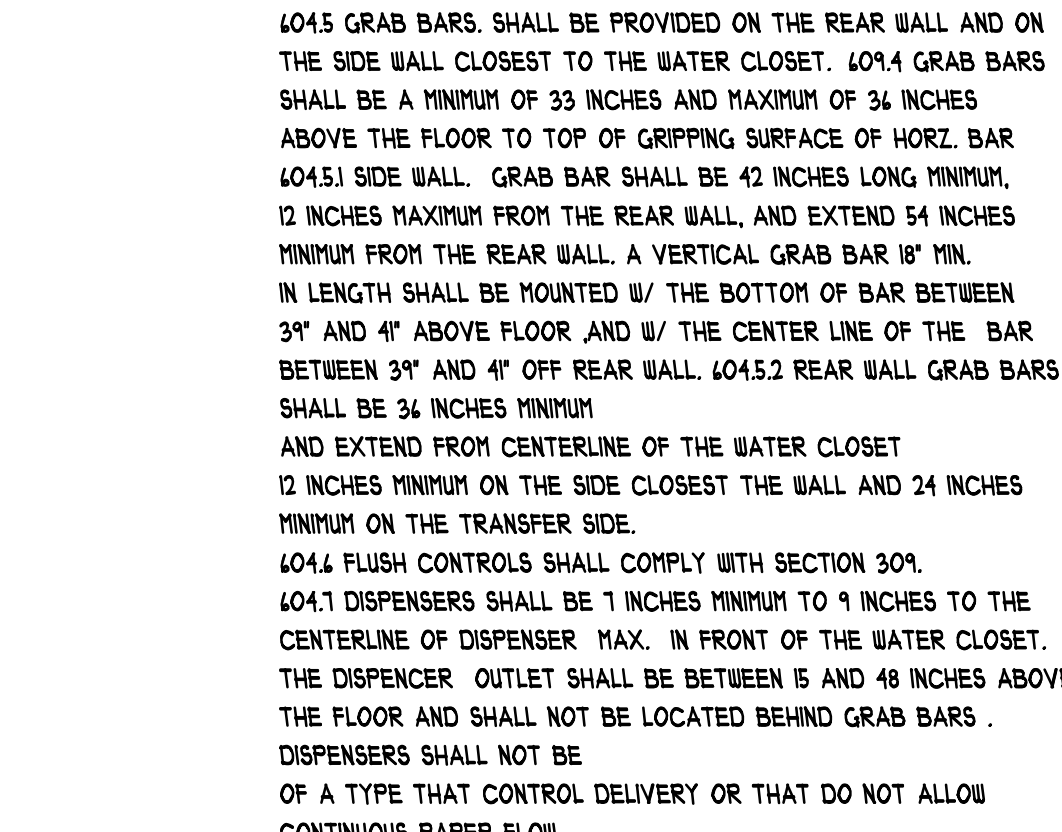 604.5 GRAB BARS. SHALL BE PROVIDED ON THE REAR WALL AND ON
THE SIDE WALL CLOSEST TO THE WATER CLOSET.  609.4 GRAB BARS
SHALL BE A MINIMUM OF 33 INCHES AND MAXIMUM OF 36 INCHES
ABOVE THE FLOOR TO TOP OF GRIPPING SURFACE OF HORZ. BAR
604.5.1 SIDE WALL.  GRAB BAR SHALL BE 42 INCHES LONG MINIMUM,
12 INCHES MAXIMUM FROM THE REAR WALL, AND EXTEND 54 INCHES
MINIMUM FROM THE REAR WALL. A VERTICAL GRAB BAR 18" MIN.
IN LENGTH SHALL BE MOUNTED W/ THE BOTTOM OF BAR BETWEEN
39" AND 41" ABOVE FLOOR ,AND W/ THE CENTER LINE OF THE  BAR
BETWEEN 39" AND 41" OFF REAR WALL. 604.5.2 REAR WALL GRAB BARS
SHALL BE 36 INCHES MINIMUM
AND EXTEND FROM CENTERLINE OF THE WATER CLOSET
12 INCHES MINIMUM ON THE SIDE CLOSEST THE WALL AND 24 INCHES
MINIMUM ON THE TRANSFER SIDE.
604.6 FLUSH CONTROLS SHALL COMPLY WITH SECTION 309.
604.7 DISPENSERS SHALL BE 7 INCHES MINIMUM TO 9 INCHES TO THE
CENTERLINE OF DISPENSER  MAX.  IN FRONT OF THE WATER CLOSET.
THE DISPENCER  OUTLET SHALL BE BETWEEN 15 AND 48 INCHES ABOVE
THE FLOOR AND SHALL NOT BE LOCATED BEHIND GRAB BARS .
DISPENSERS SHALL NOT BE
OF A TYPE THAT CONTROL DELIVERY OR THAT DO NOT ALLOW
CONTINUOUS PAPER FLOW